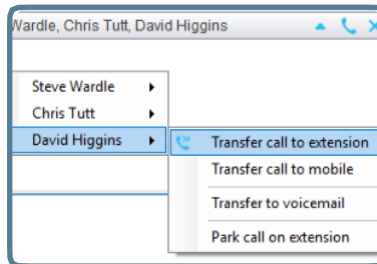 Wardle, Chris Tutt, David Higgins
Steve Wardle
Chris Tutt
David Higgins
Transfer call to extension
Transfer call to mobile
Transfer to voicemail
Park call on extension